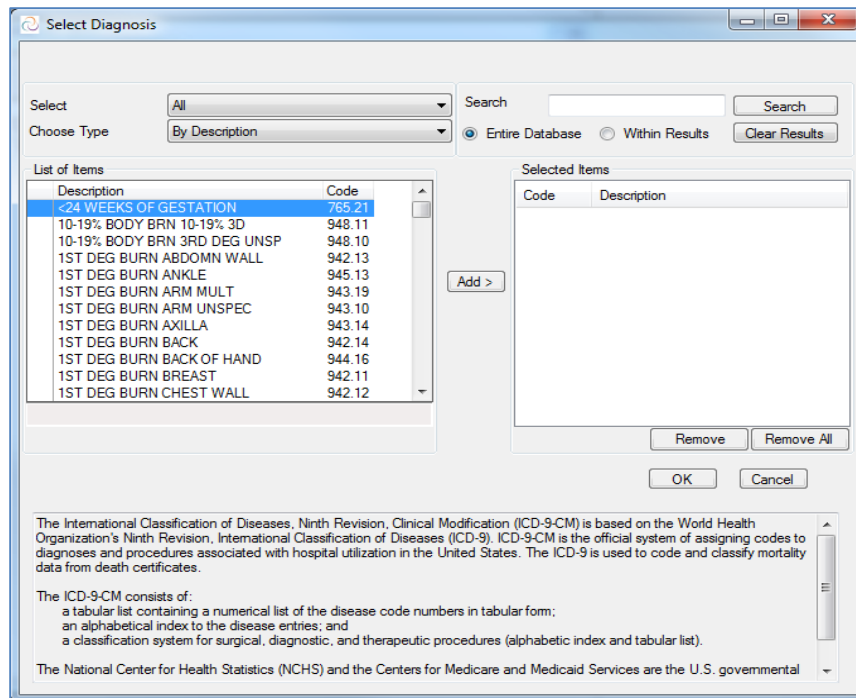 Select Diagnosis
Select All
Choose Type By Description
Search Search
Entire Database Within Results Clear Results
List of Items
Description Code
<24 WEEKS OF GESTATION 765.21
10-19% BODY BRN 10-19% 3D 948.11
10-19% BODY BRN 3RD DEG UNSP 948.10
1ST DEG BURN ABDOMN WALL 942.13
1ST DEG BURN ANKLE 945.13
1ST DEG BURN ARM MULT 943.19
1ST DEG BURN ARM UNSPEC 943.10
1ST DEG BURN AXILLA 943.14
1ST DEG BURN BACK 942.14
1ST DEG BURN BACK OF HAND 944.16
1ST DEG BURN BREAST 942.11
1ST DEG BURN CHEST WALL 942.12
Add >
Selected Items
Code Description
Remove Remove All
OK Cancel
The International Classification of Diseases, Ninth Revision, Clinical Modification (ICD-9-CM) is based on the World Health
Organization's Ninth Revision, International Classification of Diseases (ICD-9). ICD-9-CM is the official system of assigning codes to
diagnoses and procedures associated with hospital utilization in the United States. The ICD-9 is used to code and classify mortality
data from death certificates.
The ICD-9-CM consists of:
a tabular list containing a numerical list of the disease code numbers in tabular form;
an alphabetical index to the disease entries; and
a classification system for surgical, diagnostic, and therapeutic procedures (alphabetic index and tabular list).
The National Center for Health Statistics (NCHS) and the Centers for Medicare and Medicaid Services are the U.S. governmental